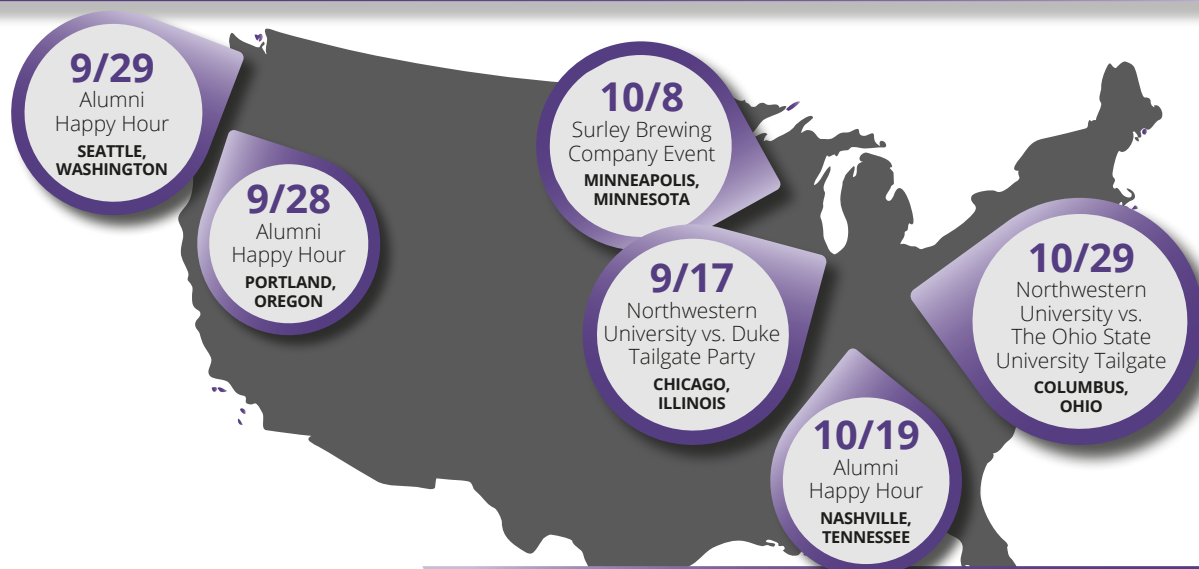 9/29
Alumni
Happy Hour
SEATTLE,
WASHINGTON
9/28
Alumni
Happy Hour
PORTLAND,
OREGON
10/8
Surley Brewing
Company Event
MINNEAPOLIS,
MINNESOTA
9/17
Northwestern
University vs. Duke
Tailgate Party
CHICAGO,
ILLINOIS
10/29
Northwestern
University vs.
The Ohio State
University Tailgate
COLUMBUS,
OHIO
10/19
Alumni
Happy Hour
NASHVILLE,
TENNESSEE